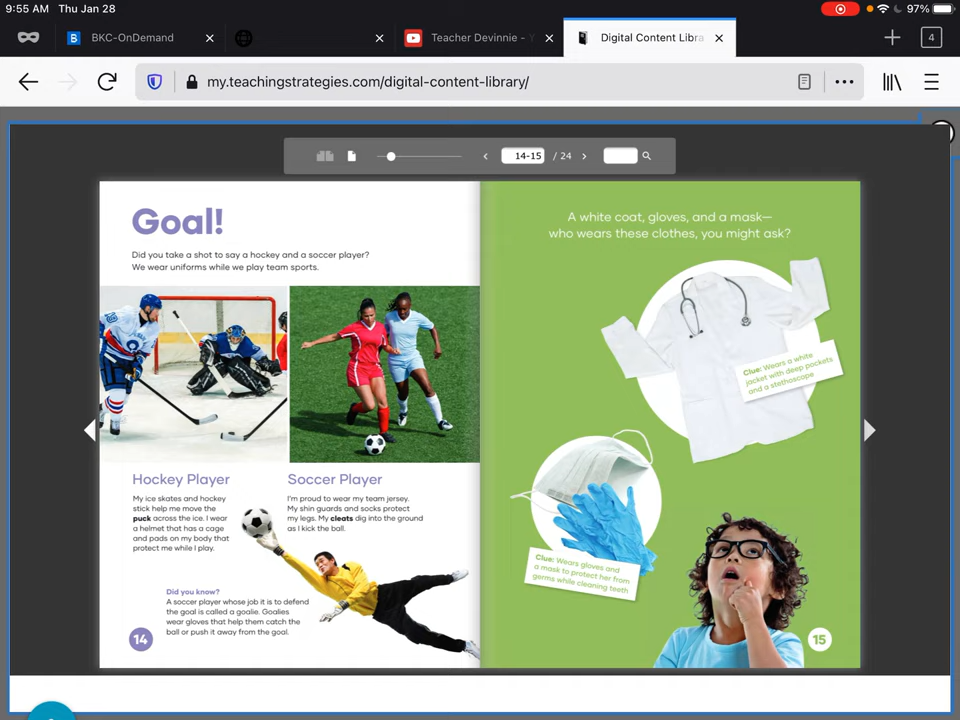 9:55 AM Thu Jan 28
97%
BKC-OnDemand
Teacher Devinnie - Y
Digital Content Libra
4
my.teachingstrategies.com/digital-content-library/
14-15 / 24
Goal!
Did you take a shot to say a hockey and a soccer player?
We wear uniforms while we play team sports.
Hockey Player
My ice skates and hockey
stick help me move the
puck across the ice. I wear
a helmet that has a cage
and pads on my body that
protect me while I play.
Soccer Player
I'm proud to wear my team jersey.
My shin guards and socks protect
my legs. My cleats dig into the ground
as I kick the ball.
Did you know?
A soccer player whose job it is to defend
the goal is called a goalie. Goalies
wear gloves that help them catch the
ball or push it away from the goal.
14
A white coat, gloves, and a mask—
who wears these clothes, you might ask?
Clue: Wears a white
jacket with deep pockets
and a stethoscope
Clue: Wears gloves and
a mask to protect her from
germs while cleaning teeth
15